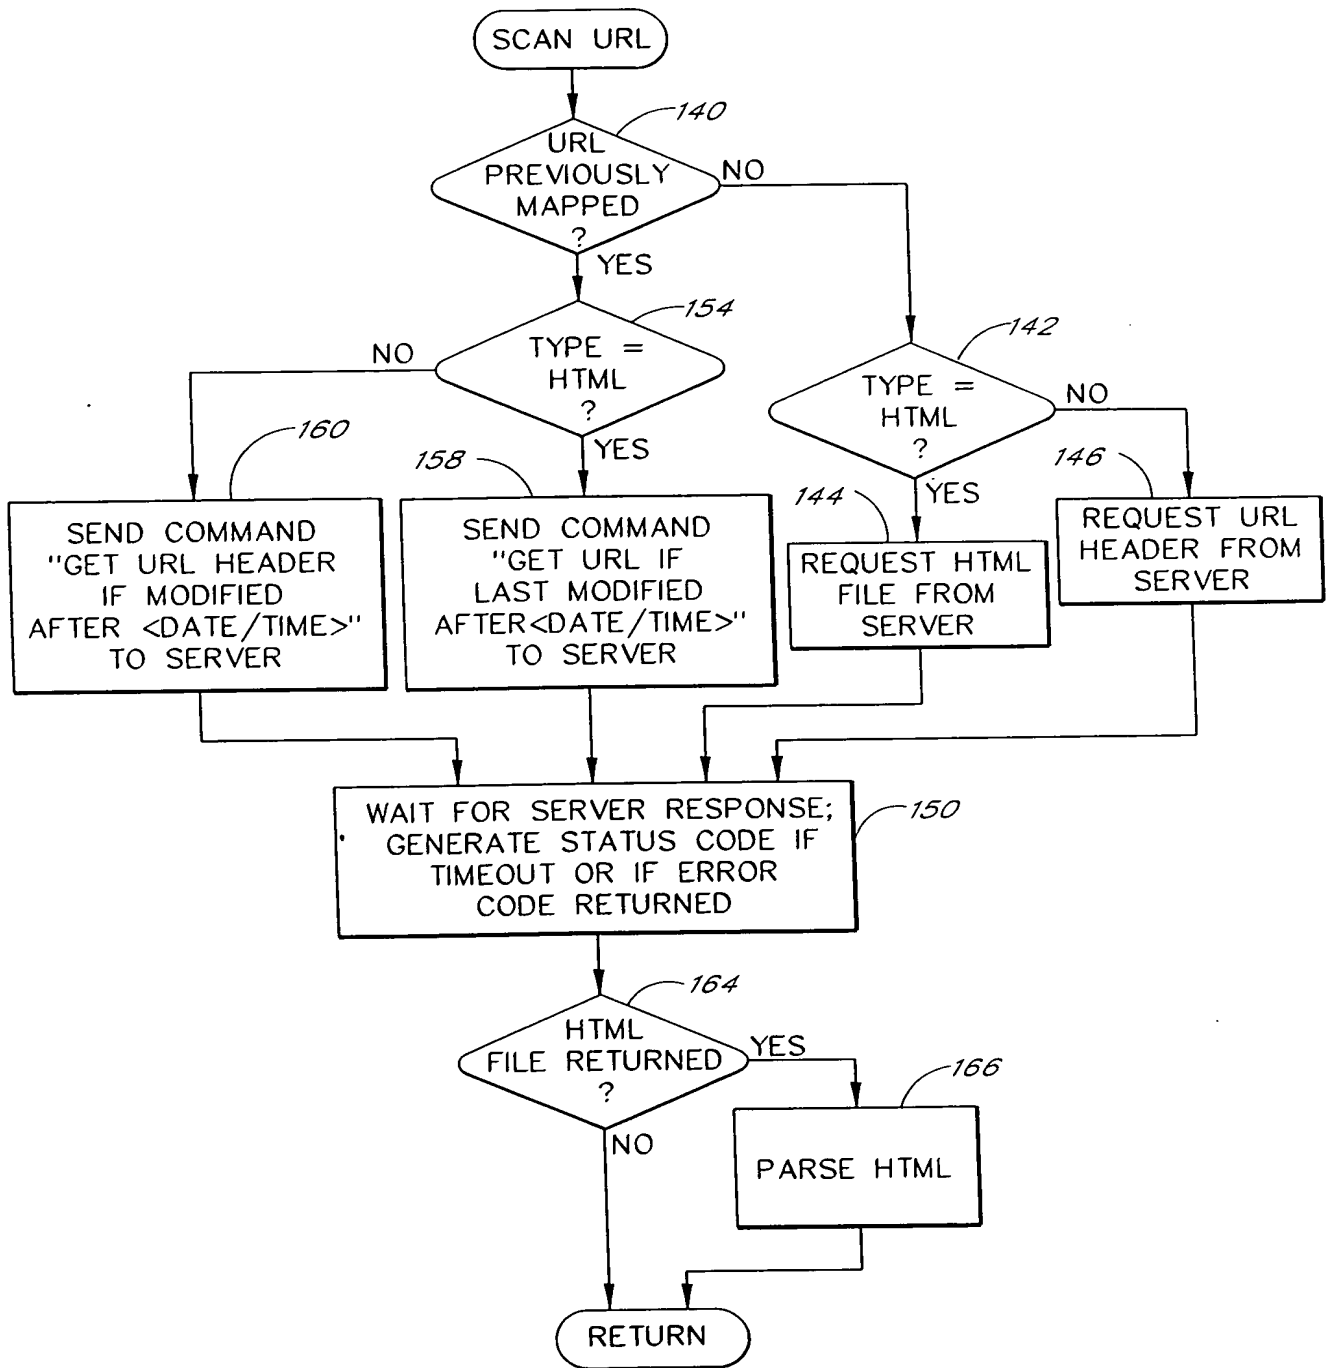 SCAN URL
140
URL
PREVIOUSLY
MAPPED
?
NO
YES
154
TYPE =
HTML
?
NO
YES
142
TYPE =
HTML
?
NO
YES
160
SEND COMMAND
"GET URL HEADER
IF MODIFIED
AFTER <DATE/TIME>"
TO SERVER
158
SEND COMMAND
"GET URL IF
LAST MODIFIED
AFTER<DATE/TIME>"
TO SERVER
144
REQUEST HTML
FILE FROM
SERVER
146
REQUEST URL
HEADER FROM
SERVER
WAIT FOR SERVER RESPONSE;
GENERATE STATUS CODE IF
TIMEOUT OR IF ERROR
CODE RETURNED
150
164
HTML
FILE RETURNED
?
YES
NO
166
PARSE HTML
RETURN